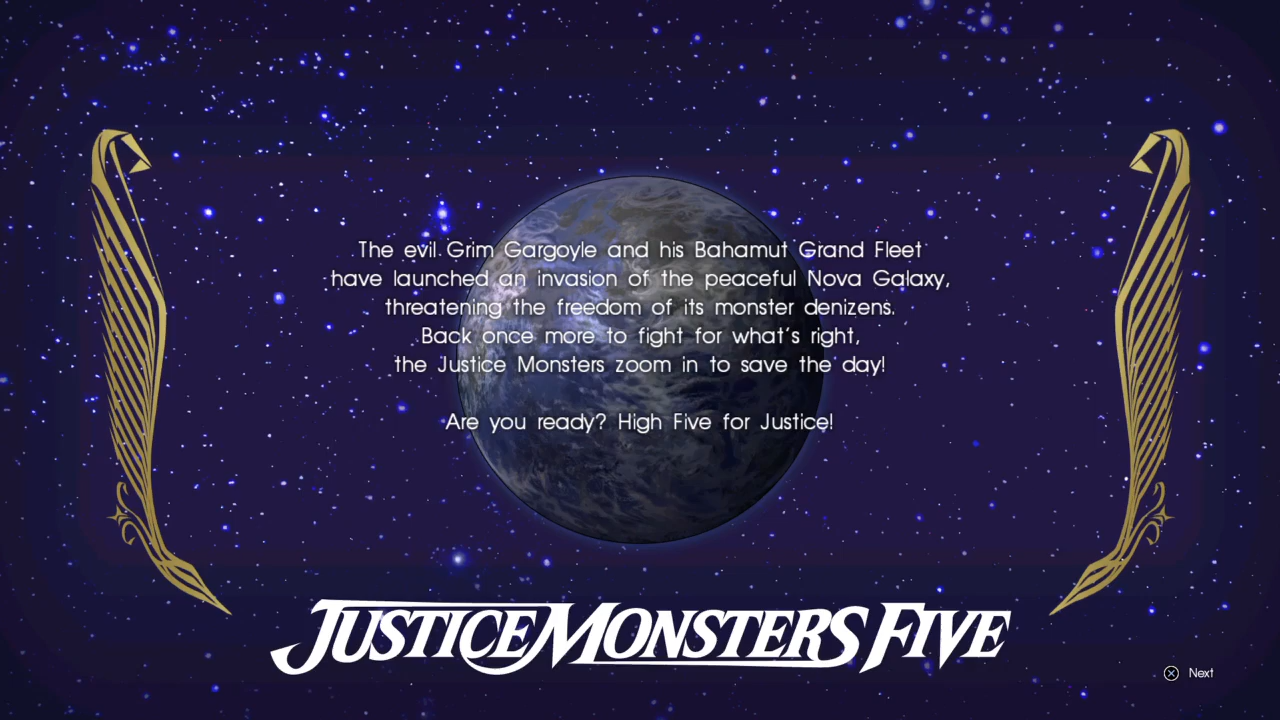 The evil Grim Gargoyle and his Bahamut Grand Fleet
have launched an invasion of the peaceful Nova Galaxy,
threatening the freedom of its monster denizens.
Back once more to fight for what's right,
the Justice Monsters zoom in to save the day!
Are you ready? High Five for Justice!
JUSTICE MONSTERS FIVE
Next